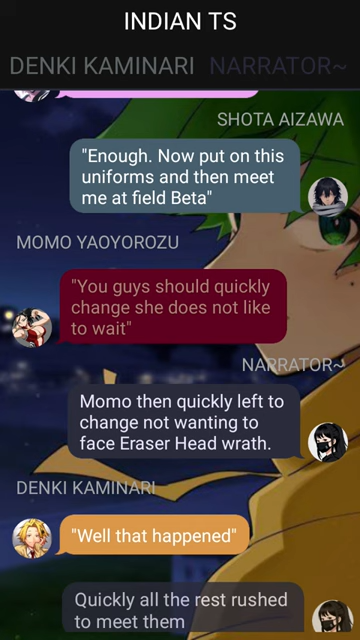 INDIAN TS
DENKI KAMINARI NARRATOR~
SHOTA AIZAWA
"Enough. Now put on this
uniforms and then meet
me at field Beta"
MOMO YAOYOROZU
"You guys should quickly
change she does not like
to wait"
NARRATOR~
Momo then quickly left to
change not wanting to
face Eraser Head wrath.
DENKI KAMINARI
"Well that happened"
Quickly all the rest rushed
to meet them